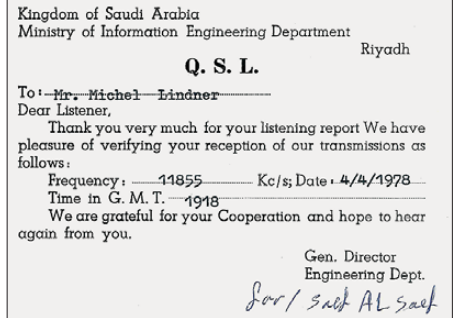 Kingdom of Saudi Arabia
Ministry of Information Engineering Department
Riyadh
Q. S. L.
To: Mr. Michel Lindner
Dear Listener,
Thank you very much for your listening report We have
pleasure of verifying your reception of our transmissions as
follows:
Frequency: 11855 Kc/s; Date: 4/4/1978
Time in G. M. T. 1918
We are grateful for your Cooperation and hope to hear
again from you.
Gen. Director
Engineering Dept.
for/ saef AL saef